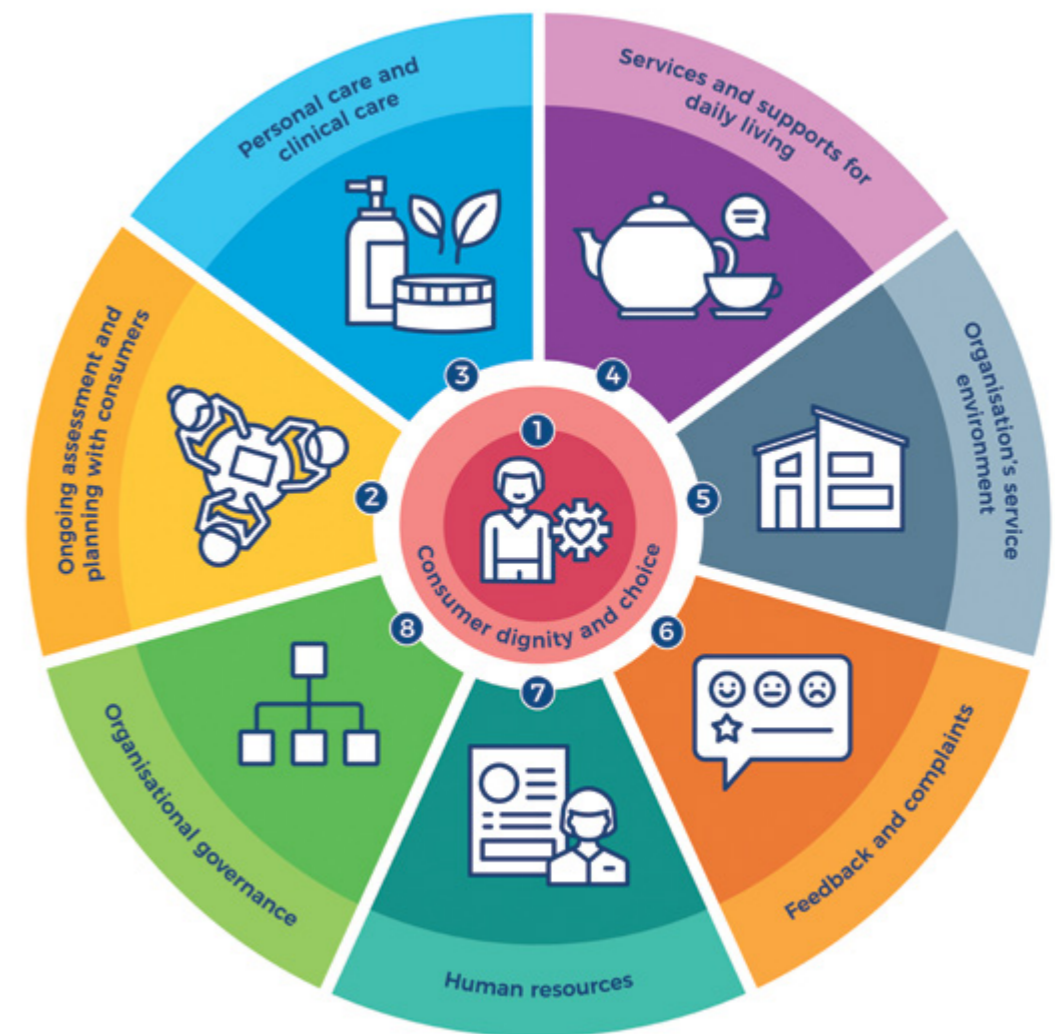 1
Consumer dignity and choice
2
Ongoing assessment and
planning with consumers
3
Personal care and
clinical care
4
Services and supports for
daily living
5
Organisation's service
environment
6
Feedback and complaints
7
Human resources
8
Organisational governance